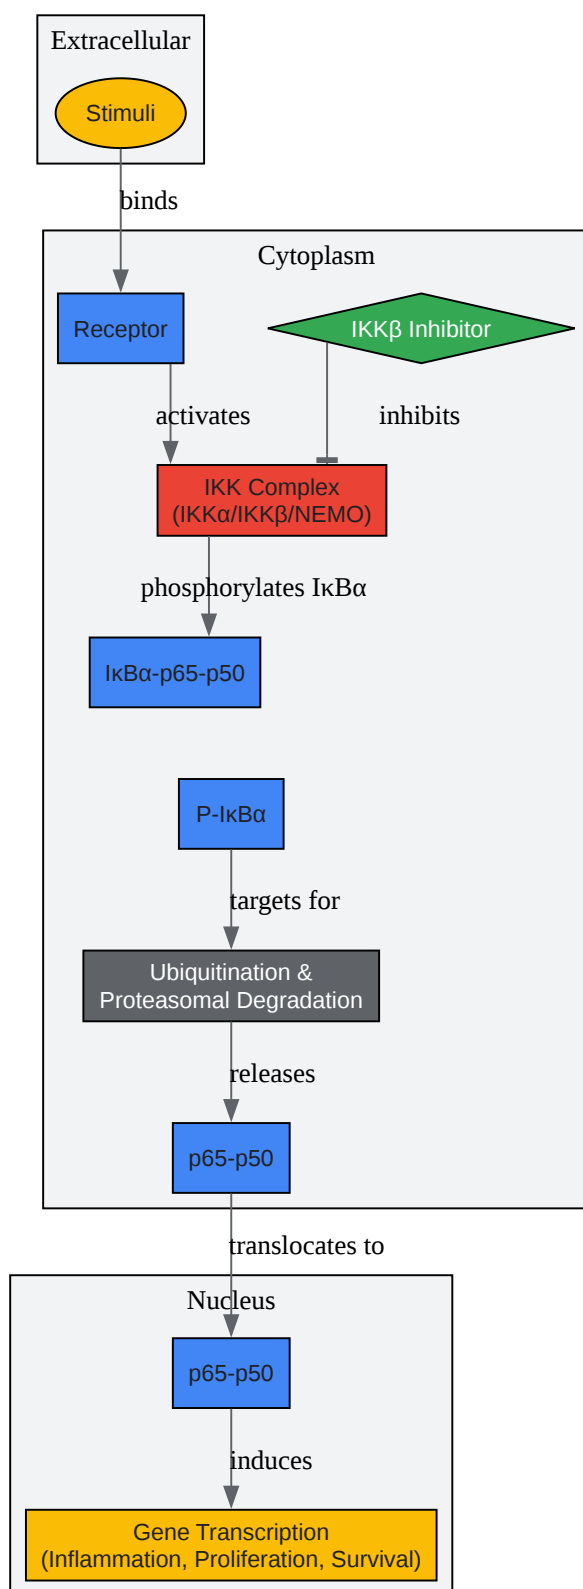 Extracellular
Stimuli
binds
Cytoplasm
Receptor
IKKβ Inhibitor
activates
inhibits
IKK Complex
(IKKα/IKKβ/NEMO)
phosphorylates IκBα
IκBα-p65-p50
P-IκBα
targets for
Ubiquitination &
Proteasomal Degradation
releases
p65-p50
translocates to
Nucleus
p65-p50
induces
Gene Transcription
(Inflammation, Proliferation, Survival)